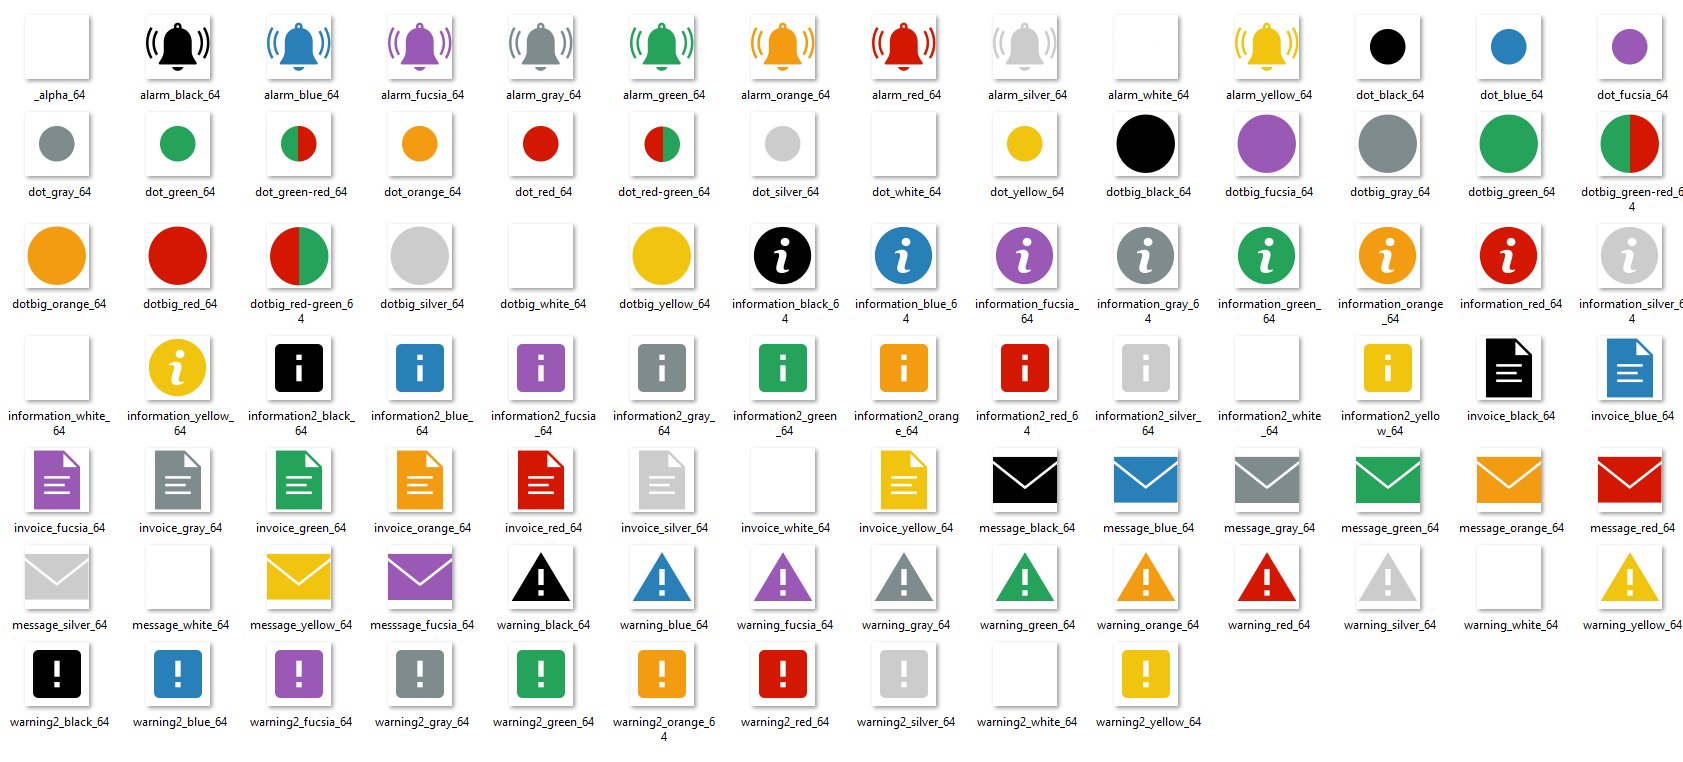 _alpha_64 alarm_black_64 alarm_blue_64 alarm_fucsia_64 alarm_gray_64 alarm_green_64 alarm_orange_64 alarm_red_64 alarm_silver_64 alarm_white_64 alarm_yellow_64 dot_black_64 dot_blue_64 dot_fucsia_64
dot_gray_64 dot_green_64 dot_green-red_64 dot_orange_64 dot_red_64 dot_red-green_64 dot_silver_64 dot_white_64 dot_yellow_64 dotbig_black_64 dotbig_fucsia_64 dotbig_gray_64 dotbig_green_64 dotbig_green-red_6
4
dotbig_orange_64 dotbig_red_64 dotbig_red-green_6 dotbig_silver_64 dotbig_white_64 dotbig_yellow_64 information_black_6 information_blue_6 information_fucsia_ information_gray_6 information_green_ information_orange information_red_64 information_silver_6
4 4 4 64 4 64 _64 4
information_white_ information_yellow_ information2_black_ information2_blue_ information2_fucsia information2_gray_ information2_green information2_orang information2_red_6 information2_silver_ information2_white information2_yello invoice_black_64 invoice_blue_64
64 64 64 64 _64 64 _64 e_64 4 64 _64 w_64
invoice_fucsia_64 invoice_gray_64 invoice_green_64 invoice_orange_64 invoice_red_64 invoice_silver_64 invoice_white_64 invoice_yellow_64 message_black_64 message_blue_64 message_gray_64 message_green_64 message_orange_64 message_red_64
message_silver_64 message_white_64 message_yellow_64 messsage_fucsia_64 warning_black_64 warning_blue_64 warning_fucsia_64 warning_gray_64 warning_green_64 warning_orange_64 warning_red_64 warning_silver_64 warning_white_64 warning_yellow_64
warning2_black_64 warning2_blue_64 warning2_fucsia_64 warning2_gray_64 warning2_green_64 warning2_orange_6 warning2_red_64 warning2_silver_64 warning2_white_64 warning2_yellow_64
4